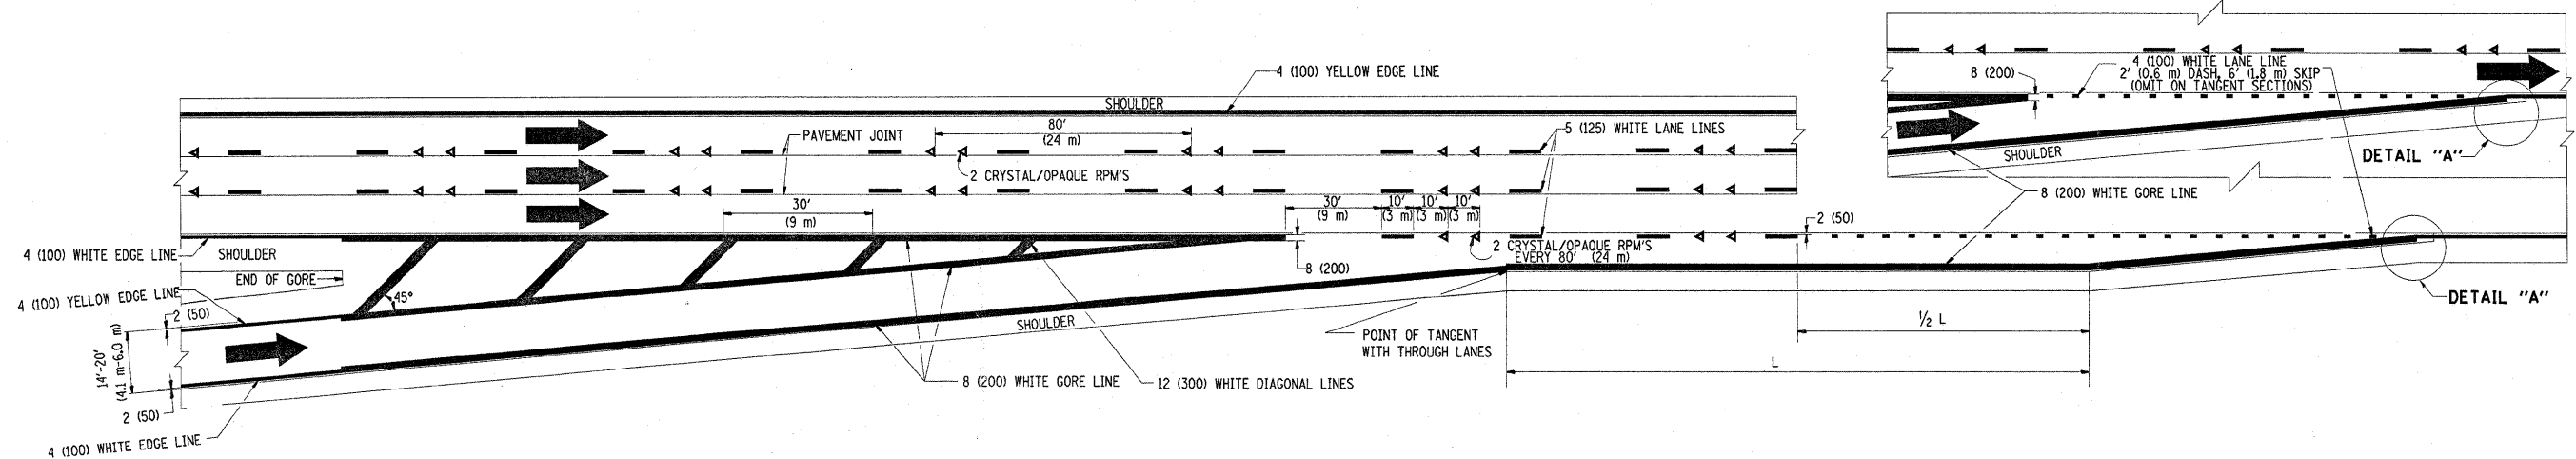 4 (100) YELLOW EDGE LINE
SHOULDER
80'
(24 m)
PAVEMENT JOINT
5 (125) WHITE LANE LINES
2 CRYSTAL/OPAQUE RPM'S
30'
(9 m)
30'
(9 m)
10'
(3 m)
10'
(3 m)
10'
(3 m)
2 (50)
4 (100) WHITE EDGE LINE
SHOULDER
END OF GORE
8 (200)
2 CRYSTAL/OPAQUE RPM'S
EVERY 80' (24 m)
4 (100) YELLOW EDGE LINE
45°
2 (50)
14'-20'
(4.1 m-6.0 m)
2 (50)
4 (100) WHITE EDGE LINE
SHOULDER
8 (200) WHITE GORE LINE
12 (300) WHITE DIAGONAL LINES
POINT OF TANGENT
WITH THROUGH LANES
1/2 L
L
8 (200)
4 (100) WHITE LANE LINE
2' (0.6 m) DASH, 6' (1.8 m) SKIP
(OMIT ON TANGENT SECTIONS)
SHOULDER
DETAIL "A"
8 (200) WHITE GORE LINE
DETAIL "A"